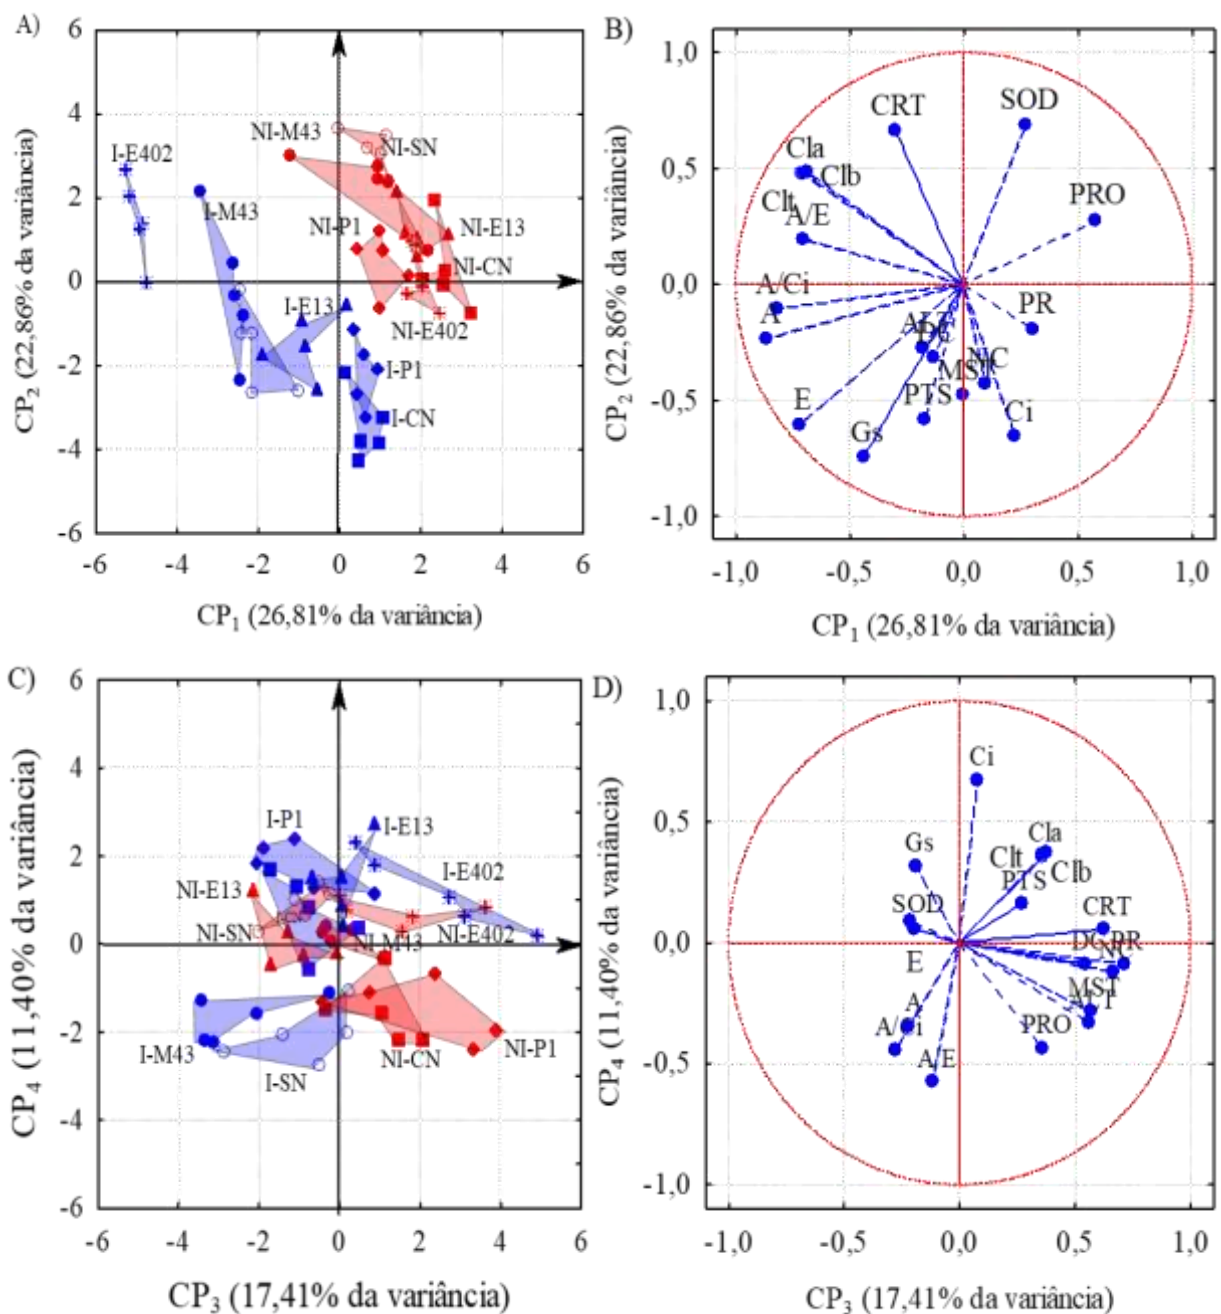 A)
6
4
2
0
-2
-4
-6
CP2 (22,86% da variância)
I-E402
I-M43
NI-M43
NI-SN
NI-P1
NI-E13
NI-CN
NI-E402
I-E13
I-P1
I-CN
-6
-4
-2
0
2
4
6
CP1 (26,81% da variância)
B)
1,0
0,5
0,0
-0,5
-1,0
CP2 (22,86% da variância)
CRT
SOD
Cla
Clb
Clt
A/E
PRO
A/Ci
A
PR
ALT
DC
MST
NC
PTS
E
Gs
Ci
-1,0
-0,5
0,0
0,5
1,0
CP1 (26,81% da variância)
C)
6
4
2
0
-2
-4
-6
CP4 (11,40% da variância)
I-P1
I-E13
I-E402
NI-E13
NI-SN
NI-M43
NI-E402
I-M43
I-SN
NI-CN
NI-P1
-6
-4
-2
0
2
4
6
CP3 (17,41% da variância)
D)
1,0
0,5
0,0
-0,5
-1,0
CP4 (11,40% da variância)
Ci
Gs
Cla
Clt
Clb
PTS
SOD
CRT
DC
PR
NC
E
MST
ALT
A
A/Ci
PRO
A/E
-1,0
-0,5
0,0
0,5
1,0
CP3 (17,41% da variância)